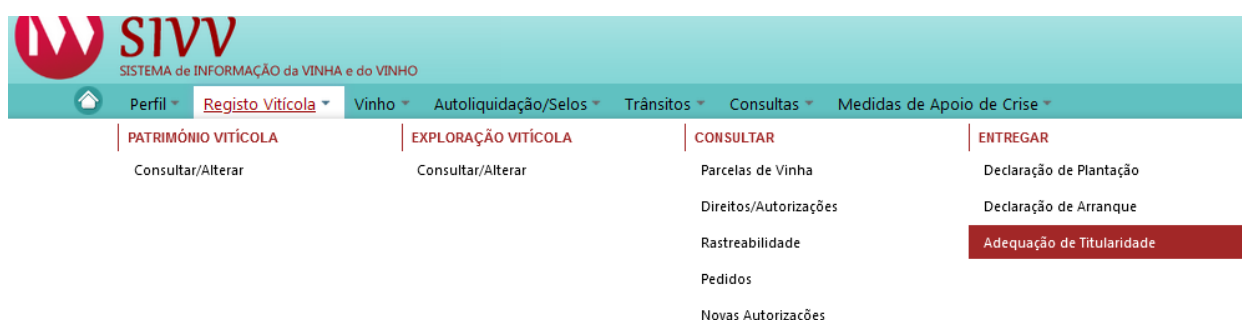 SIVV
SISTEMA de INFORMAÇÃO da VINHA e do VINHO
Perfil Registo Vitícola Vinho Autoliquidação/Selos Trânsitos Consultas Medidas de Apoio de Crise
PATRIMÓNIO VITÍCOLA EXPLORAÇÃO VITÍCOLA CONSULTAR ENTREGAR
Consultar/Alterar Consultar/Alterar Parcelas de Vinha Declaração de Plantação
Direitos/Autorizações Declaração de Arranque
Rastreabilidade Adequação de Titularidade
Pedidos
Novas Autorizações